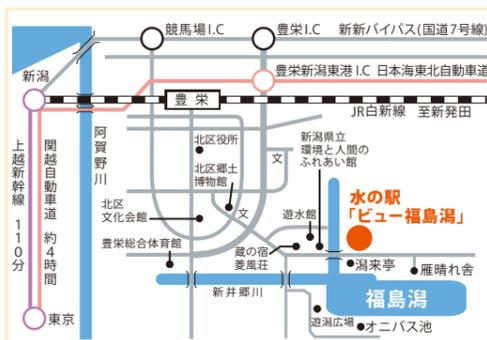 競馬場I.C
豊栄I.C
新新バイパス(国道7号線)
新潟
豊栄新潟東港I.C 日本海東北自動車道
豊栄
JR白新線 至新発田
阿賀野川
上越新幹線 110分
関越自動車道 約4時間
北区役所
文
新潟県立
環境と人間の
ふれあい館
北区郷土
博物館
北区
文化会館
文
遊水館
水の駅
「ビュー福島潟」
豊栄総合体育館
蔵の宿
菱風荘
潟来亭
雁晴れ舎
新井郷川
福島潟
東京
遊潟広場
オニバス池